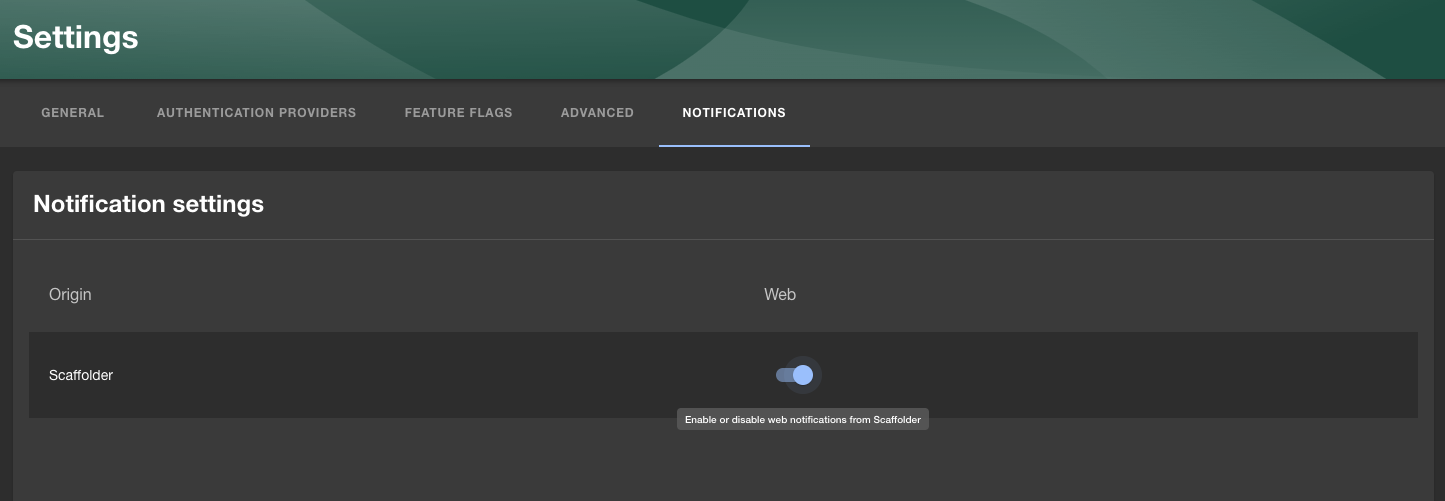 Settings
GENERAL AUTHENTICATION PROVIDERS FEATURE FLAGS ADVANCED NOTIFICATIONS
Notification settings
Origin Web
Scaffolder
Enable or disable web notifications from Scaffolder